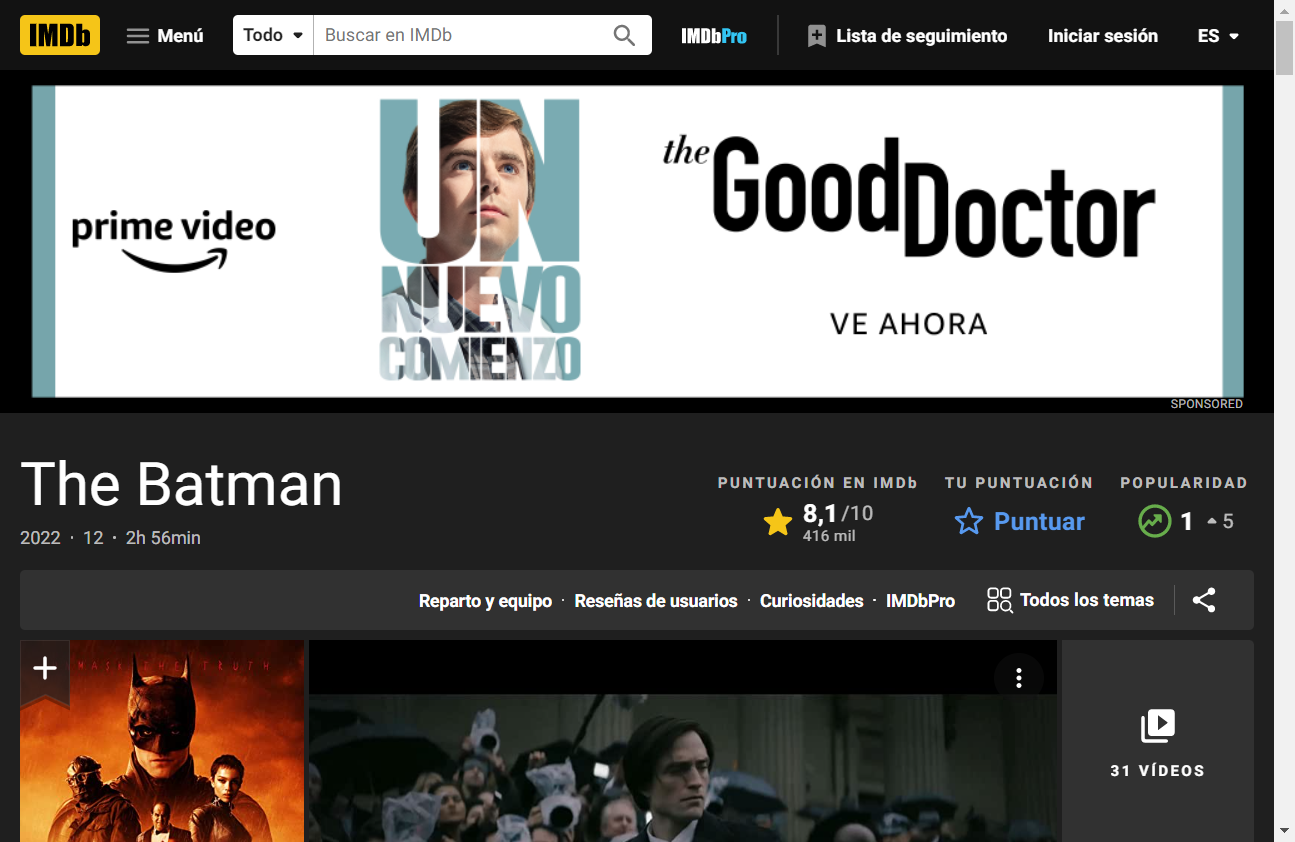 IMDb Menú Todo Buscar en IMDb IMDbPro Lista de seguimiento Iniciar sesión ES
prime video
UN
NUEVO
COMIENZO
the Good Doctor
VE AHORA
SPONSORED
The Batman
2022 · 12 · 2h 56min
PUNTUACIÓN EN IMDb
8,1/10
416 mil
TU PUNTUACIÓN
Puntuar
POPULARIDAD
1 5
Reparto y equipo · Reseñas de usuarios · Curiosidades · IMDbPro Todos los temas
MASK THE TRUTH
31 VÍDEOS